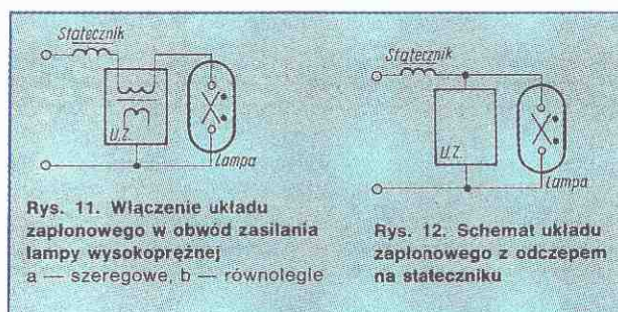 Statecznik
U.Z.
Lampa
Rys. 11. Włączenie układu
zapłonowego w obwód zasilania
lampy wysokoprężnej
a — szeregowe, b — równolegle
Statecznik
U.Z.
Lampa
Rys. 12. Schemat układu
zapłonowego z odczepem
na stateczniku